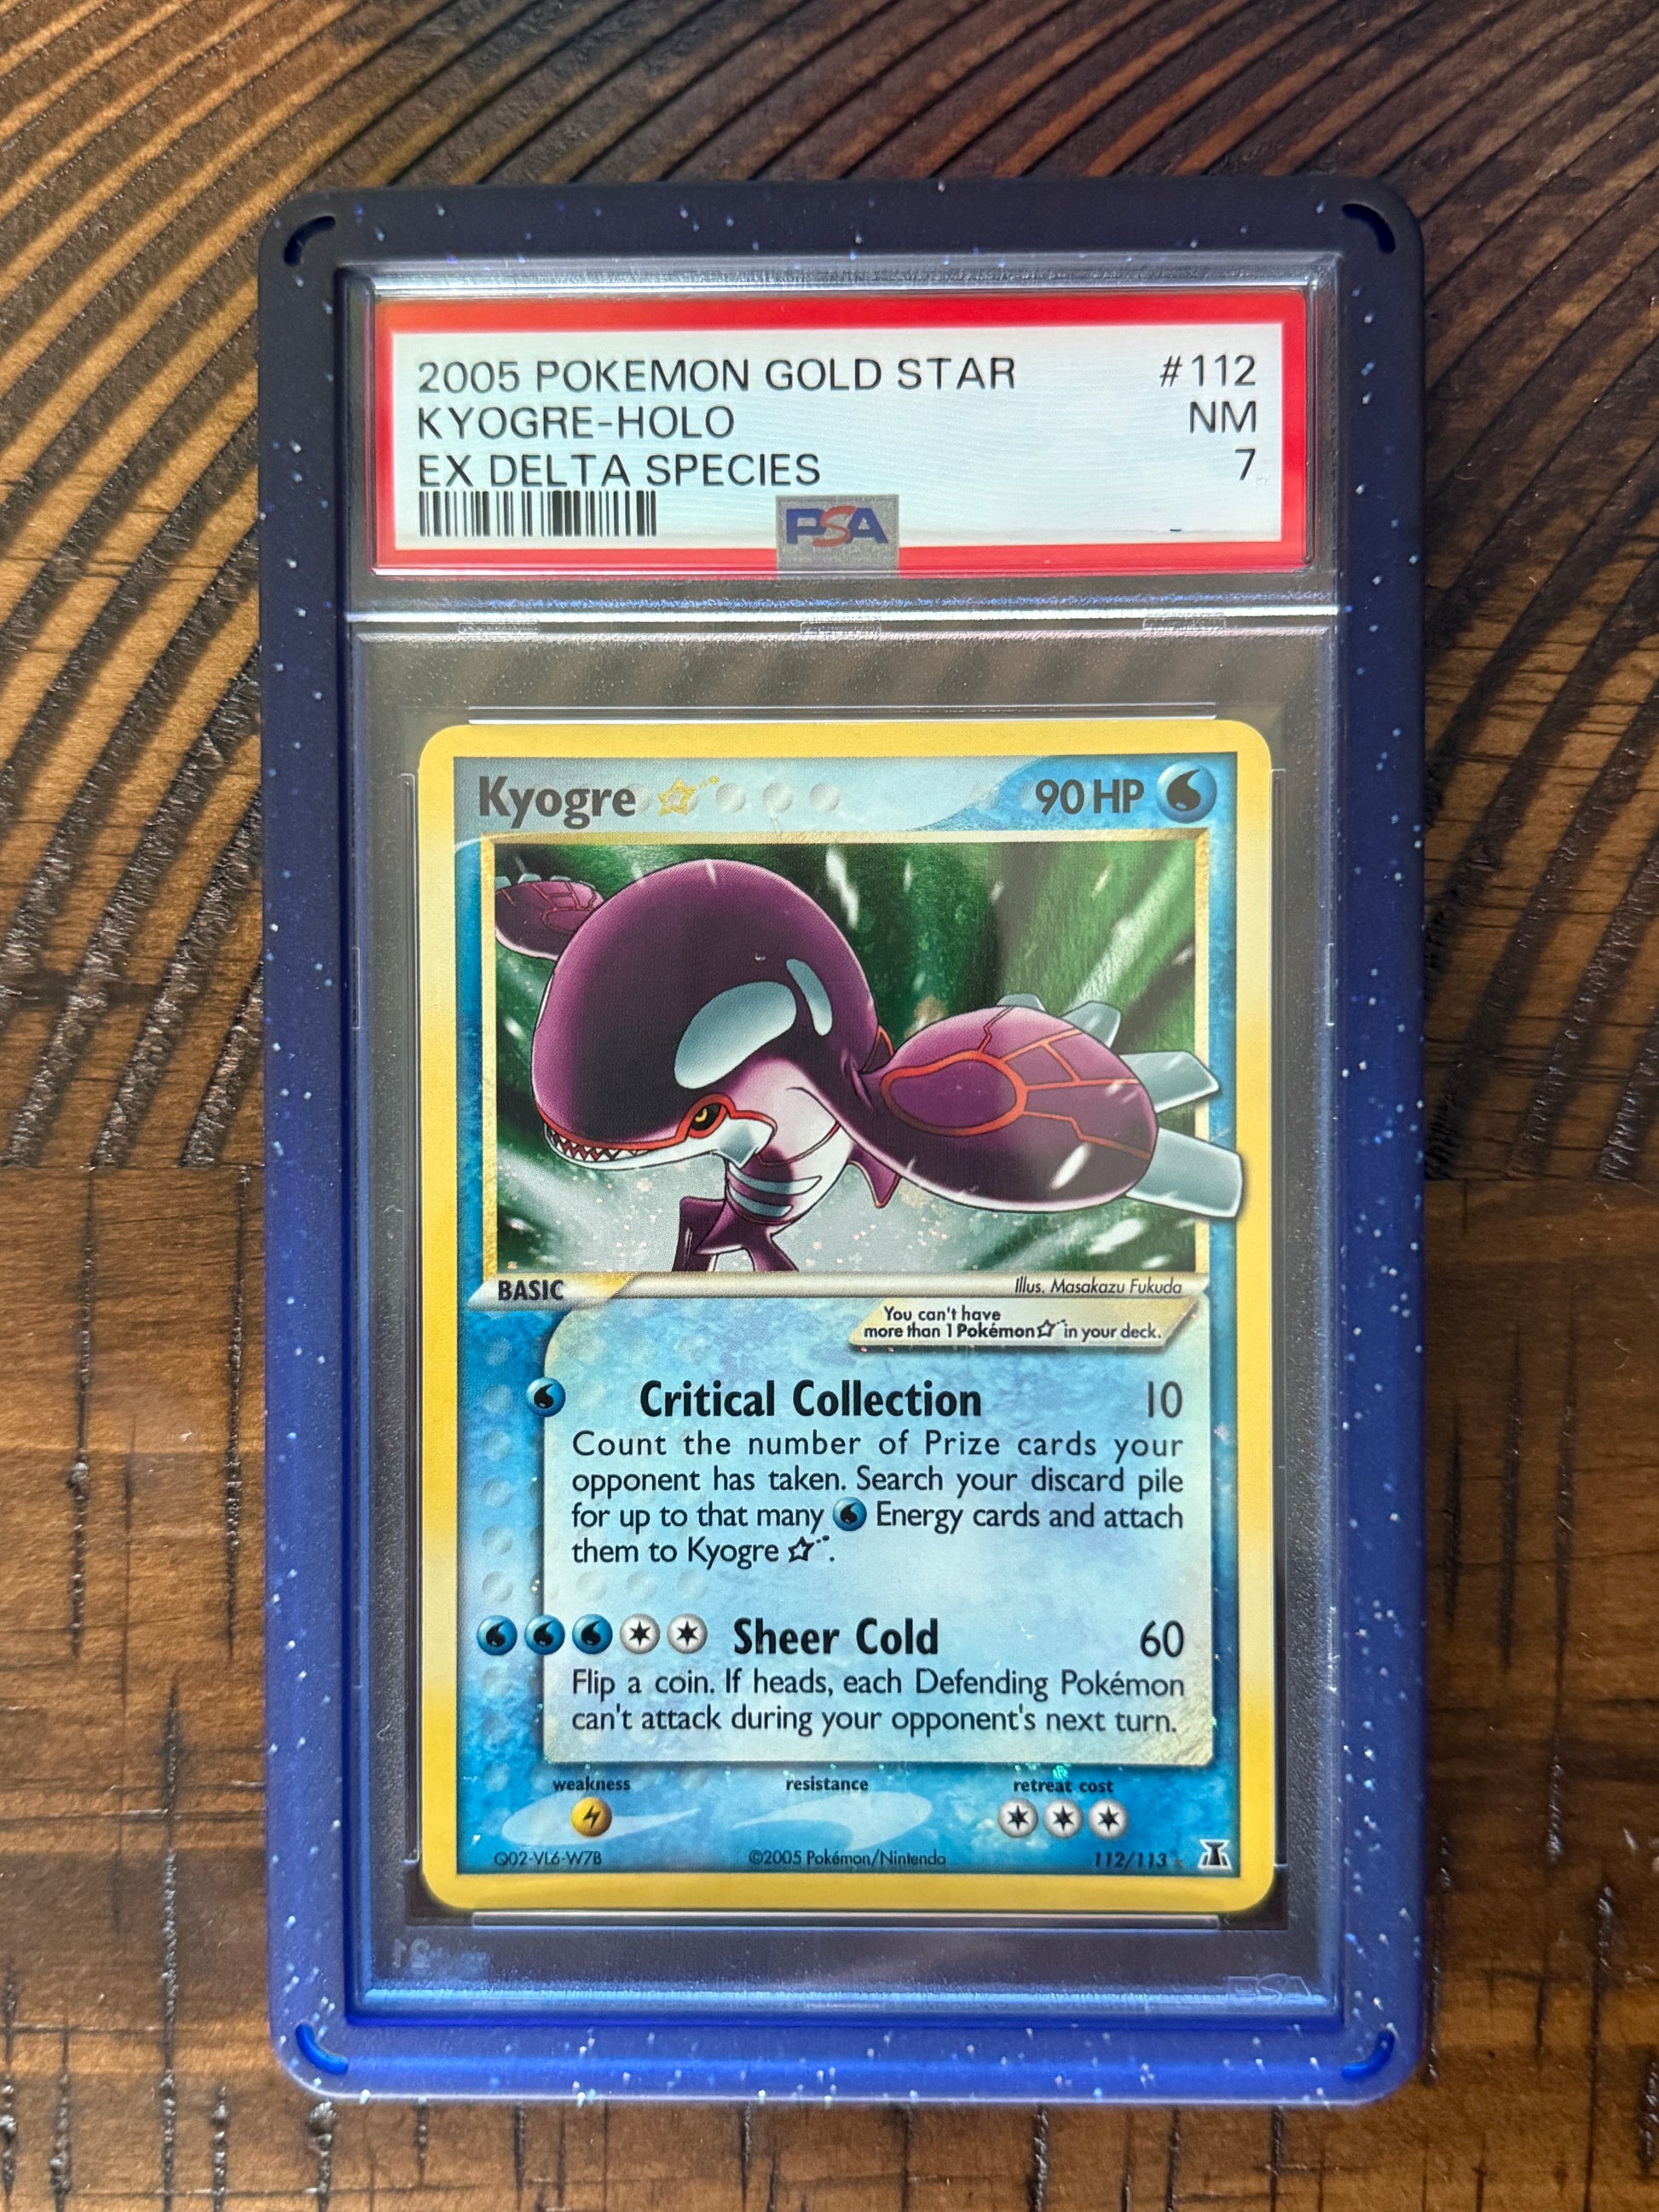 2005 POKEMON GOLD STAR #112
KYOGRE-HOLO NM
EX DELTA SPECIES 7
PSA
Kyogre 90 HP
BASIC Illus. Masakazu Fukuda
You can't have
more than 1 Pokémon☆ in your deck.
Critical Collection 10
Count the number of Prize cards your
opponent has taken. Search your discard pile
for up to that many Energy cards and attach
them to Kyogre ☆.
Sheer Cold 60
Flip a coin. If heads, each Defending Pokémon
can't attack during your opponent's next turn.
weakness resistance retreat cost
Q02-VL6-W7B ©2005 Pokémon/Nintendo 112/113
PSA